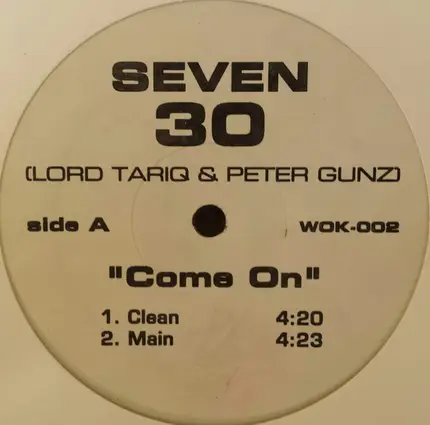 SEVEN
30
(LORD TARIQ & PETER GUNZ)
side A WOK-002
"Come On"
1. Clean 4:20
2. Main 4:23